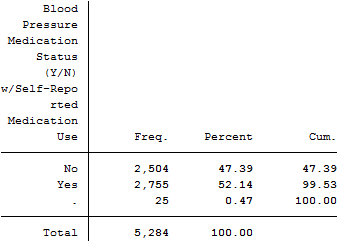 Blood
Pressure
Medication
Status
(Y/N)
w/Self-Repo
rted
Medication
Use Freq. Percent Cum.
No 2,504 47.39 47.39
Yes 2,755 52.14 99.53
. 25 0.47 100.00
Total 5,284 100.00